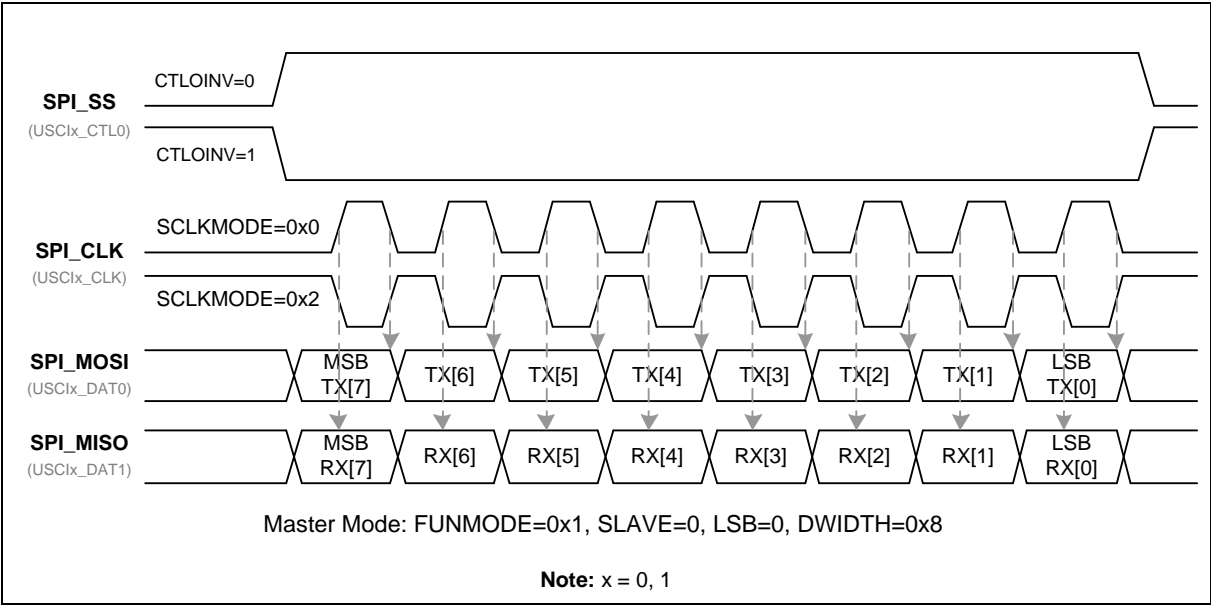 CTLOINV=0
SPI_SS
(USCIx_CTL0)
CTLOINV=1
SCLKMODE=0x0
SPI_CLK
(USCIx_CLK)
SCLKMODE=0x2
SPI_MOSI
(USCIx_DAT0)
MSB
TX[7]
TX[6]
TX[5]
TX[4]
TX[3]
TX[2]
TX[1]
LSB
TX[0]
SPI_MISO
(USCIx_DAT1)
MSB
RX[7]
RX[6]
RX[5]
RX[4]
RX[3]
RX[2]
RX[1]
LSB
RX[0]
Master Mode: FUNMODE=0x1, SLAVE=0, LSB=0, DWIDTH=0x8
Note: x = 0, 1